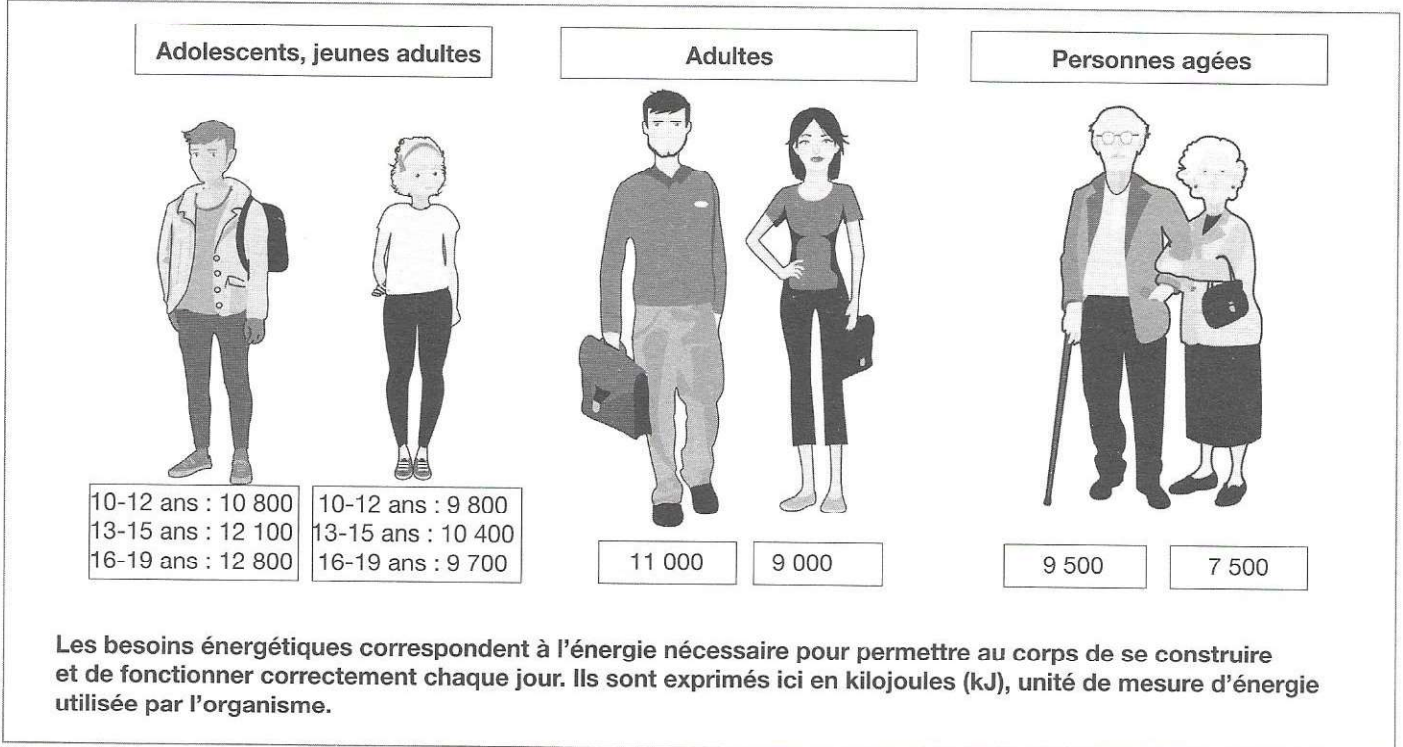 Adolescents, jeunes adultes
Adultes
Personnes agées
10-12 ans : 10 800
13-15 ans : 12 100
16-19 ans : 12 800
10-12 ans : 9 800
13-15 ans : 10 400
16-19 ans : 9 700
11 000
9 000
9 500
7 500
Les besoins énergétiques correspondent à l'énergie nécessaire pour permettre au corps de se construire
et de fonctionner correctement chaque jour. Ils sont exprimés ici en kilojoules (kJ), unité de mesure d'énergie
utilisée par l'organisme.